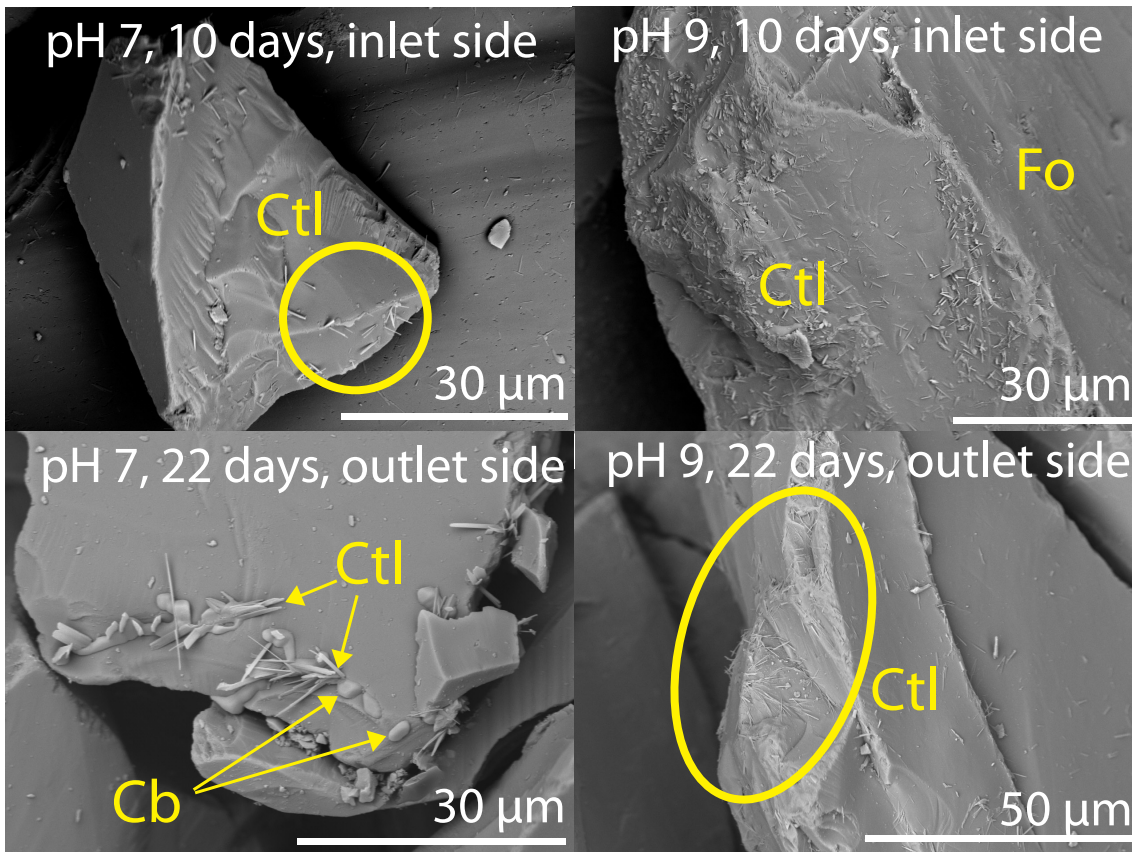 pH 7, 10 days, inlet side
Ctl
30 µm
pH 9, 10 days, inlet side
Fo
Ctl
30 µm
pH 7, 22 days, outlet side
Ctl
Cb
30 µm
pH 9, 22 days, outlet side
Ctl
50 µm